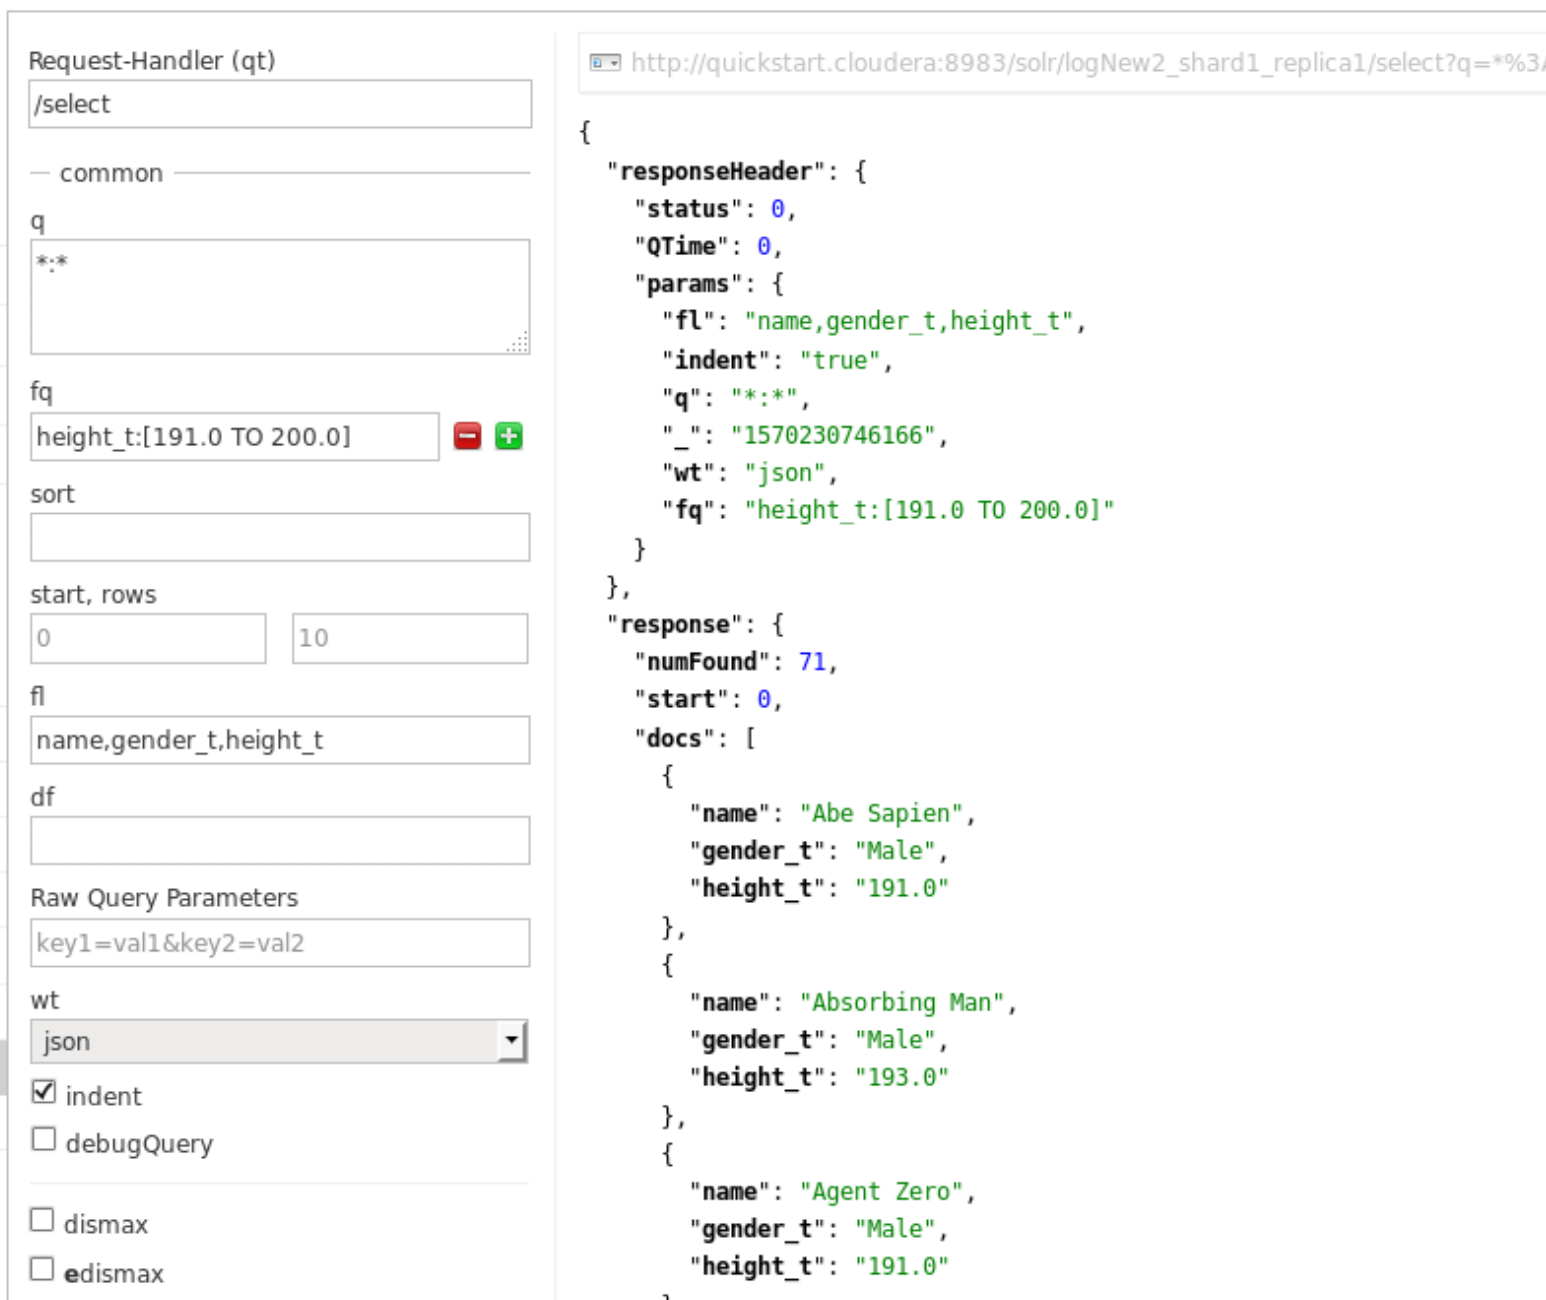 Request-Handler (qt)
/select
common
q
*:*
fq
height_t:[191.0 TO 200.0]
sort
start, rows
0 10
fl
name,gender_t,height_t
df
Raw Query Parameters
key1=val1&key2=val2
wt
json
indent
debugQuery
dismax
edismax
http://quickstart.cloudera:8983/solr/logNew2_shard1_replica1/select?q=*%3A
{
"responseHeader": {
"status": 0,
"QTime": 0,
"params": {
"fl": "name,gender_t,height_t",
"indent": "true",
"q": "*:*",
"_": "1570230746166",
"wt": "json",
"fq": "height_t:[191.0 TO 200.0]"
}
},
"response": {
"numFound": 71,
"start": 0,
"docs": [
{
"name": "Abe Sapien",
"gender_t": "Male",
"height_t": "191.0"
},
{
"name": "Absorbing Man",
"gender_t": "Male",
"height_t": "193.0"
},
{
"name": "Agent Zero",
"gender_t": "Male",
"height_t": "191.0"